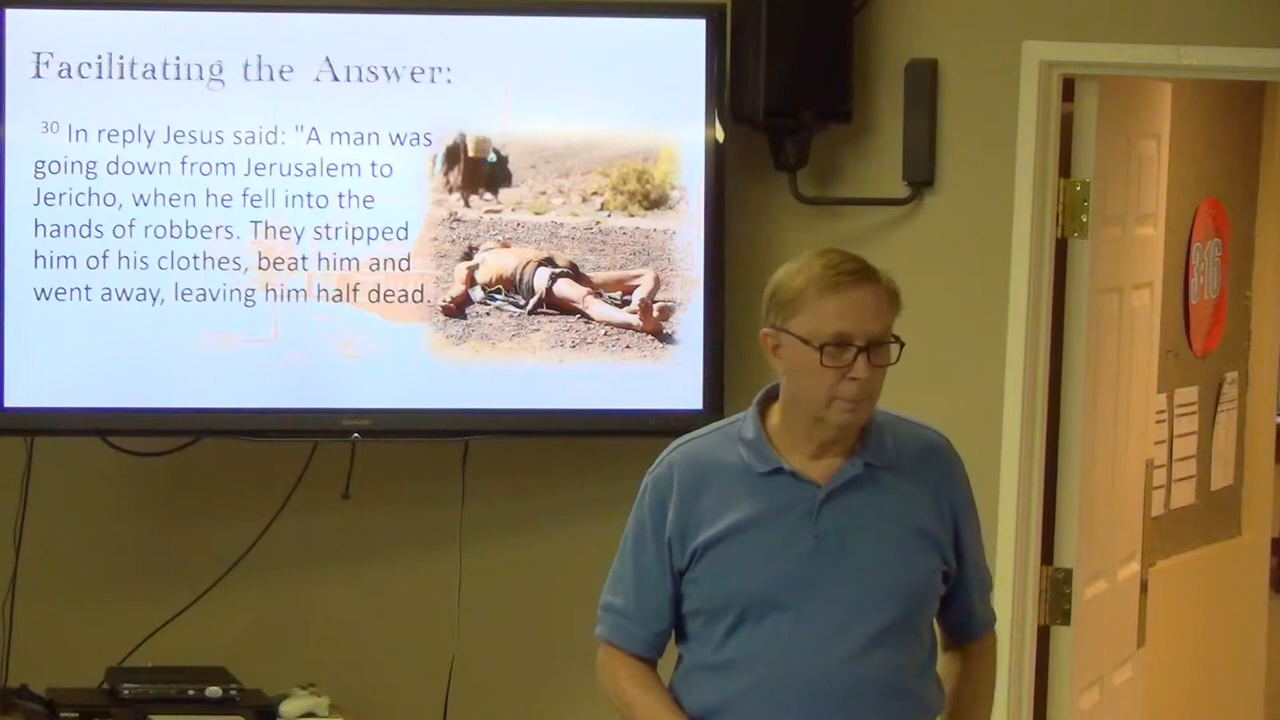 Facilitating the Answer:
30 In reply Jesus said: "A man was
going down from Jerusalem to
Jericho, when he fell into the
hands of robbers. They stripped
him of his clothes, beat him and
went away, leaving him half dead.
3:16